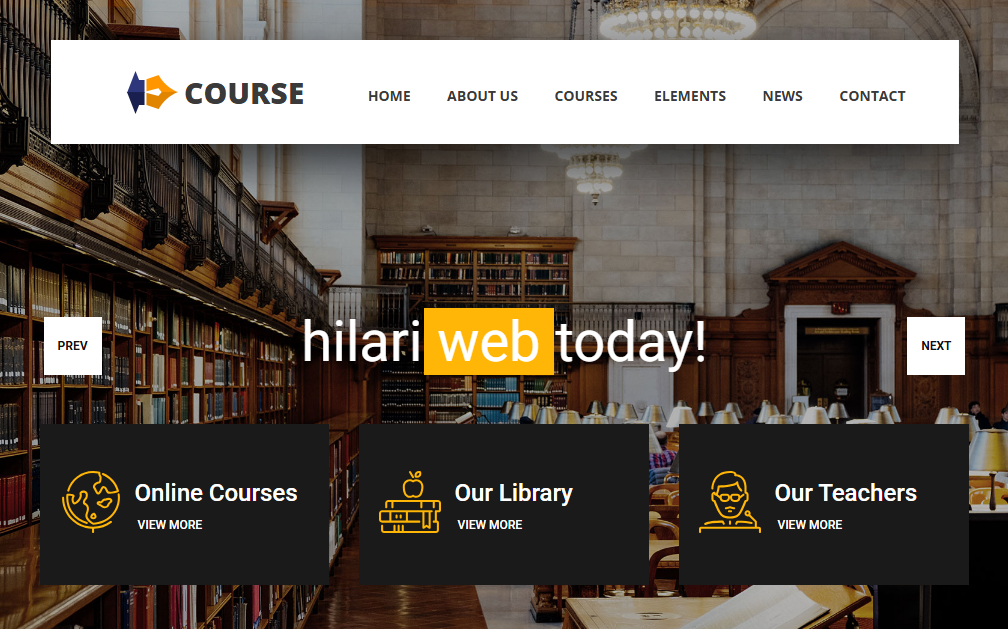 COURSE HOME ABOUT US COURSES ELEMENTS NEWS CONTACT
hilari web today!
PREV
NEXT
Online Courses
VIEW MORE
Our Library
VIEW MORE
Our Teachers
VIEW MORE